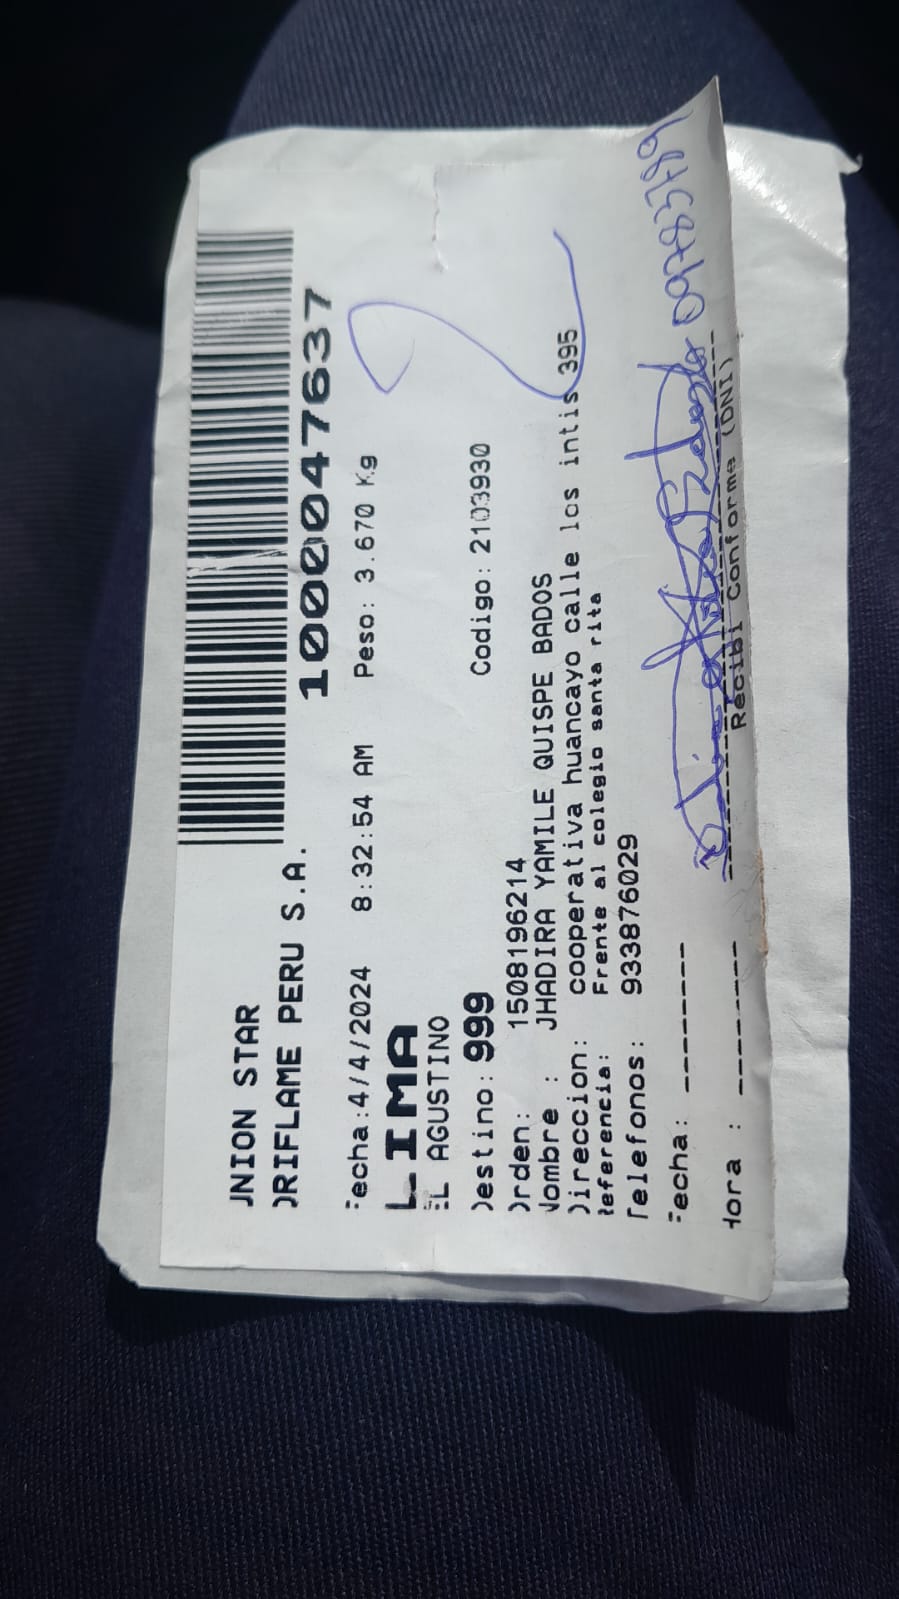 UNION STAR
ORIFLAME PERU S.A.
1000047637
Fecha:4/4/2024 8:32:54 AM Peso: 3.670 Kg
LIMA
EL AGUSTINO
Destino: 999 Codigo: 2103930
Orden: 1508196214
Nombre : JHADIRA YAMILE QUISPE BADOS
Direccion: cooperativa huancayo calle los intis 395
Referencia: Frente al colegio santa rita
Telefonos: 933876029
Fecha: --------
Hora : --------
Recibi Conforme (DNI)